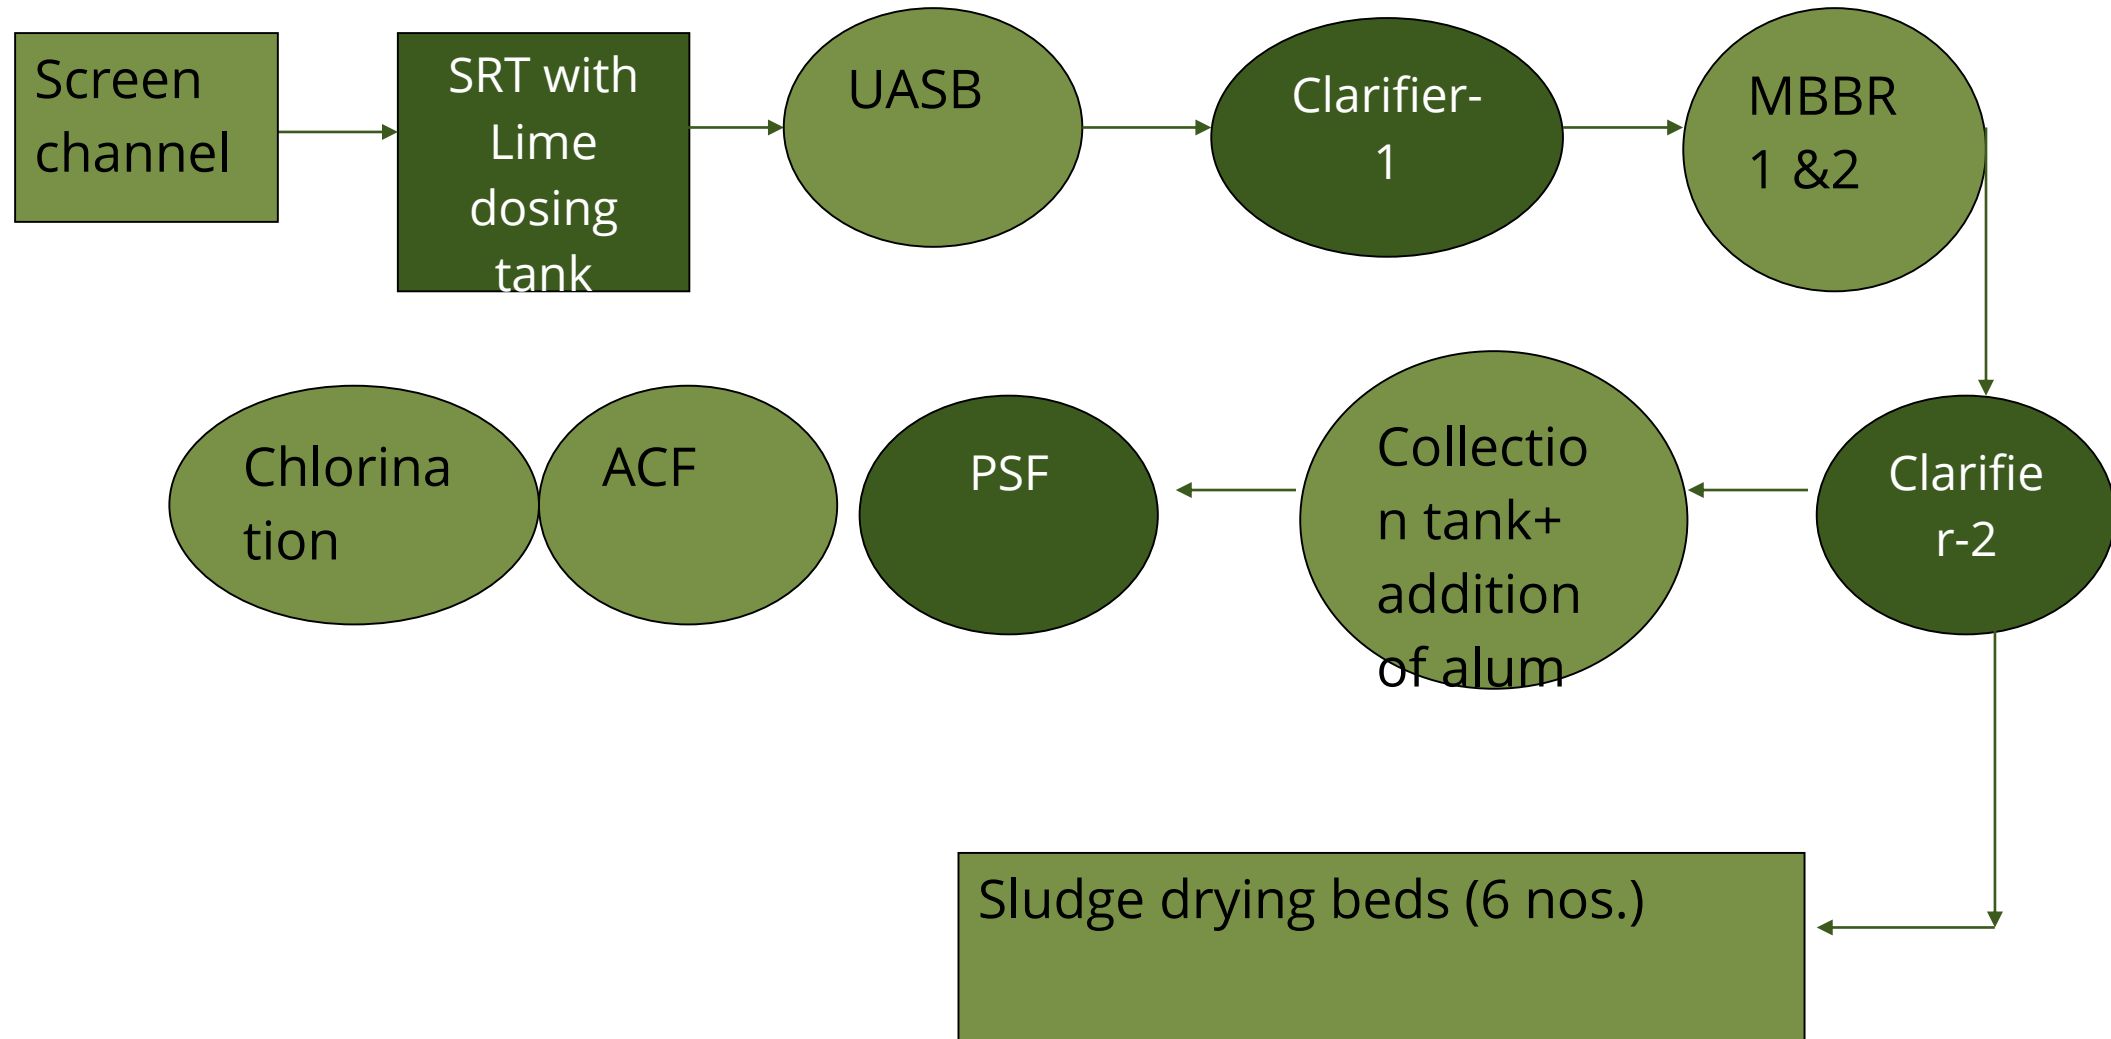 Screen
channel
SRT with
Lime
dosing
tank
UASB
Clarifier-
1
MBBR
1 &2
Chlorina
tion
ACF
PSF
Collectio
n tank+
addition
of alum
Clarifie
r-2
Sludge drying beds (6 nos.)